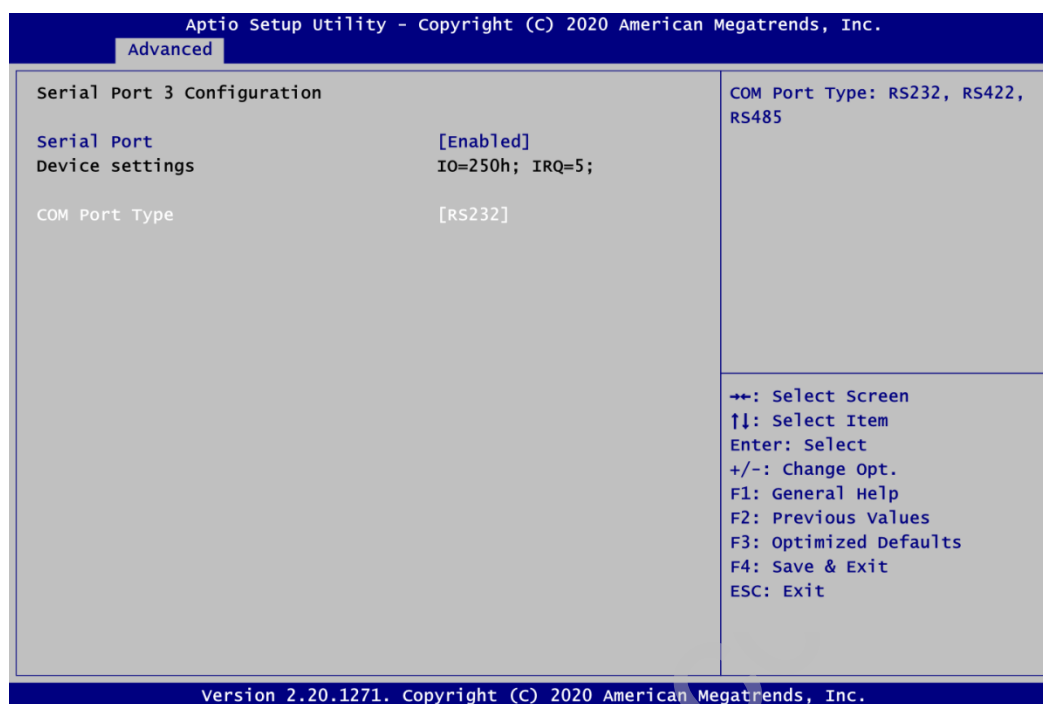 Aptio Setup Utility - Copyright (C) 2020 American Megatrends, Inc.
Advanced
Serial Port 3 Configuration
Serial Port [Enabled]
Device settings IO=250h; IRQ=5;
COM Port Type [RS232]
COM Port Type: RS232, RS422,
RS485
→←: Select Screen
↑↓: Select Item
Enter: Select
+/-: Change Opt.
F1: General Help
F2: Previous Values
F3: Optimized Defaults
F4: Save & Exit
ESC: Exit
Version 2.20.1271. Copyright (C) 2020 American Megatrends, Inc.